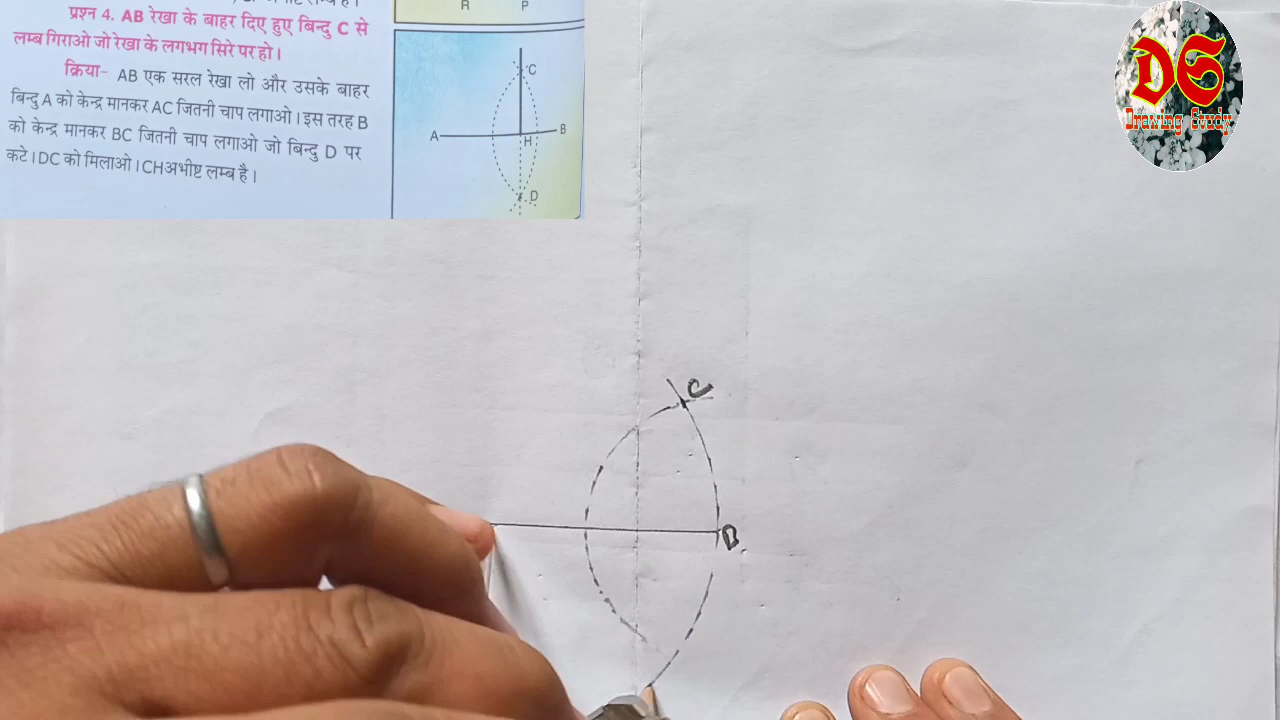 R P
प्रश्न 4. AB रेखा के बाहर दिए हुए बिन्दु C से
लम्ब गिराओ जो रेखा के लगभग सिरे पर हो।
क्रिया- AB एक सरल रेखा लो और उसके बाहर
बिन्दु A को केन्द्र मानकर AC जितनी चाप लगाओ। इस तरह B
को केन्द्र मानकर BC जितनी चाप लगाओ जो बिन्दु D पर
कटे। DC को मिलाओ। CH अभीष्ट लम्ब है।
C
A B
H
D
DS
Drawing Study
C
B